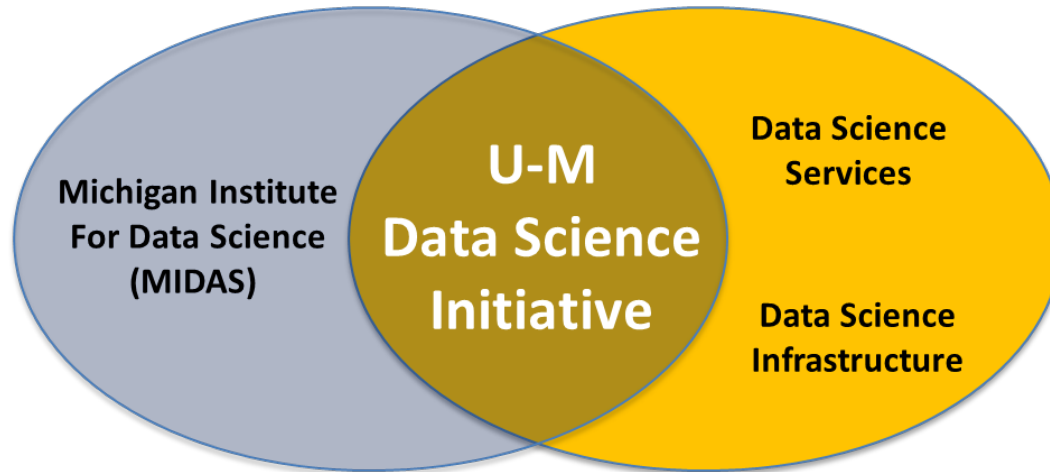 Michigan Institute
For Data Science
(MIDAS)
U-M
Data Science
Initiative
Data Science
Services
Data Science
Infrastructure